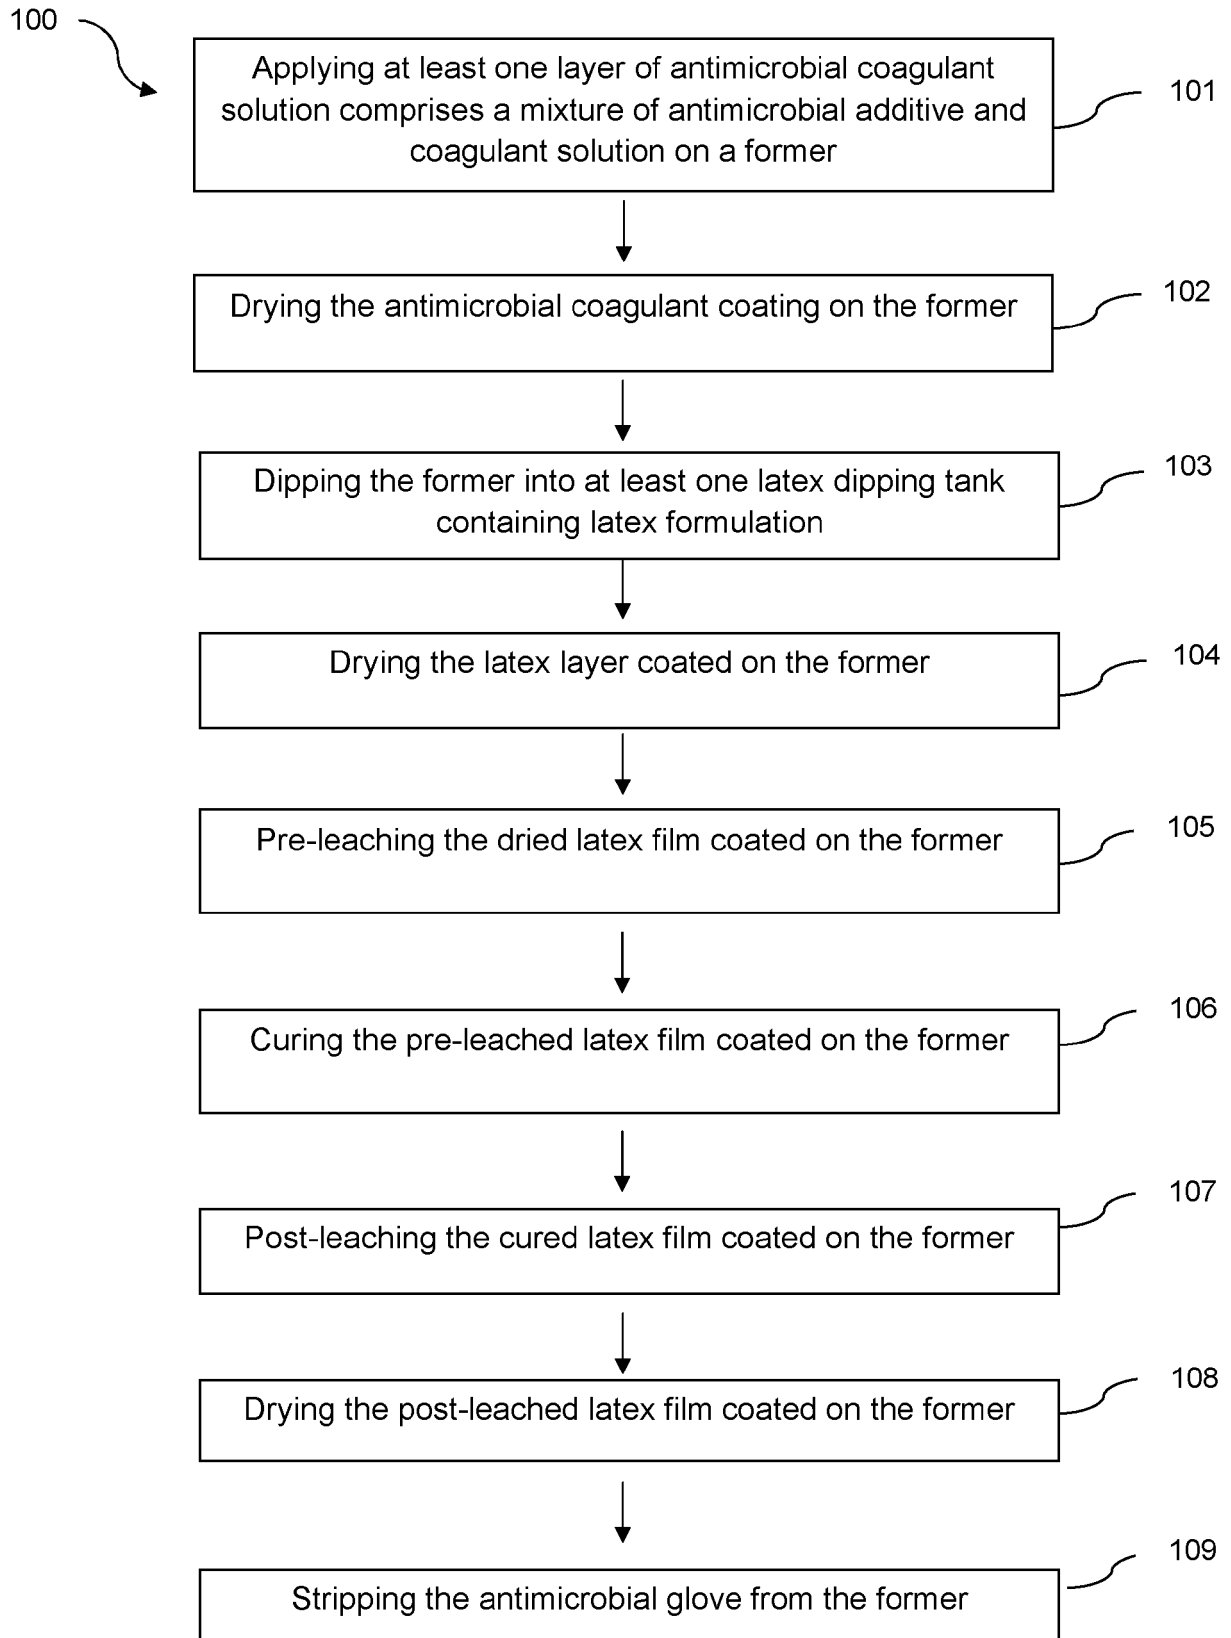 100
Applying at least one layer of antimicrobial coagulant
solution comprises a mixture of antimicrobial additive and
coagulant solution on a former
101
Drying the antimicrobial coagulant coating on the former
102
Dipping the former into at least one latex dipping tank
containing latex formulation
103
Drying the latex layer coated on the former
104
Pre-leaching the dried latex film coated on the former
105
Curing the pre-leached latex film coated on the former
106
Post-leaching the cured latex film coated on the former
107
Drying the post-leached latex film coated on the former
108
Stripping the antimicrobial glove from the former
109